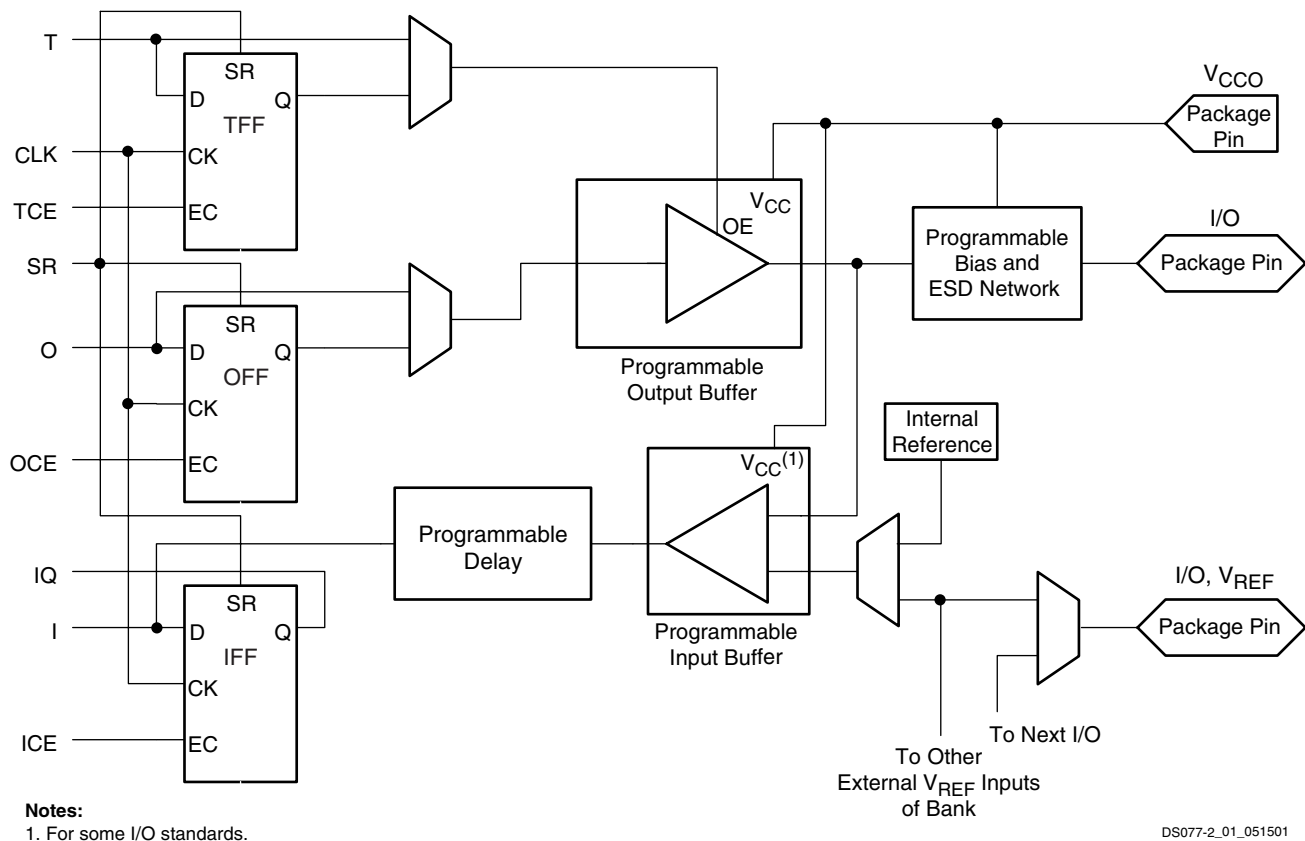 T
SR
D
Q
TFF
CLK
CK
TCE
EC
SR
SR
O
D
Q
OFF
CK
OCE
EC
IQ
SR
I
D
Q
IFF
CK
ICE
EC
VCC
OE
Programmable
Output Buffer
VCCO
Package
Pin
I/O
Programmable
Bias and
ESD Network
Package Pin
Internal
Reference
VCC(1)
Programmable
Delay
Programmable
Input Buffer
I/O, VREF
Package Pin
To Next I/O
To Other
External VREF Inputs
of Bank
Notes:
1. For some I/O standards.
DS077-2_01_051501